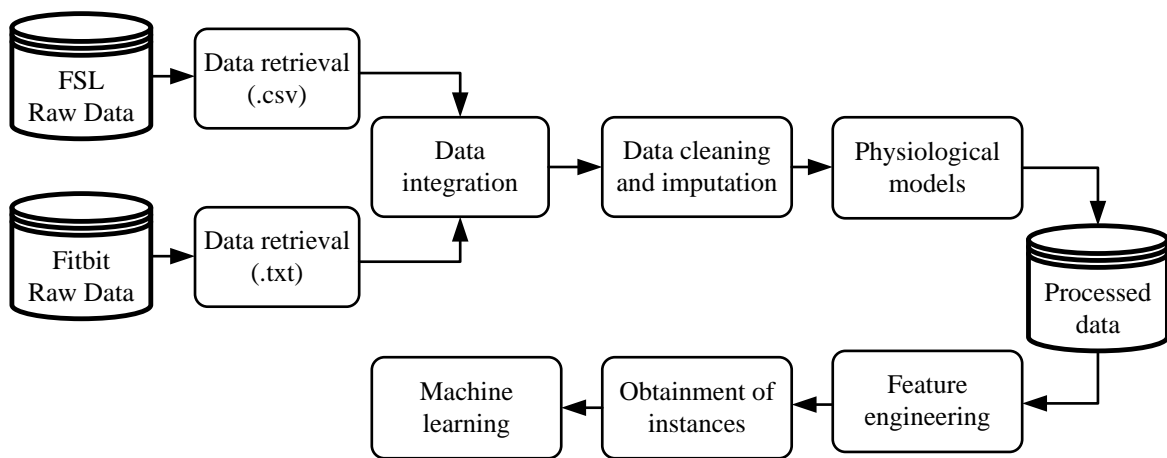 FSL
Raw Data
Data retrieval
(.csv)
Fitbit
Raw Data
Data retrieval
(.txt)
Data
integration
Data cleaning
and imputation
Physiological
models
Processed
data
Feature
engineering
Obtainment of
instances
Machine
learning